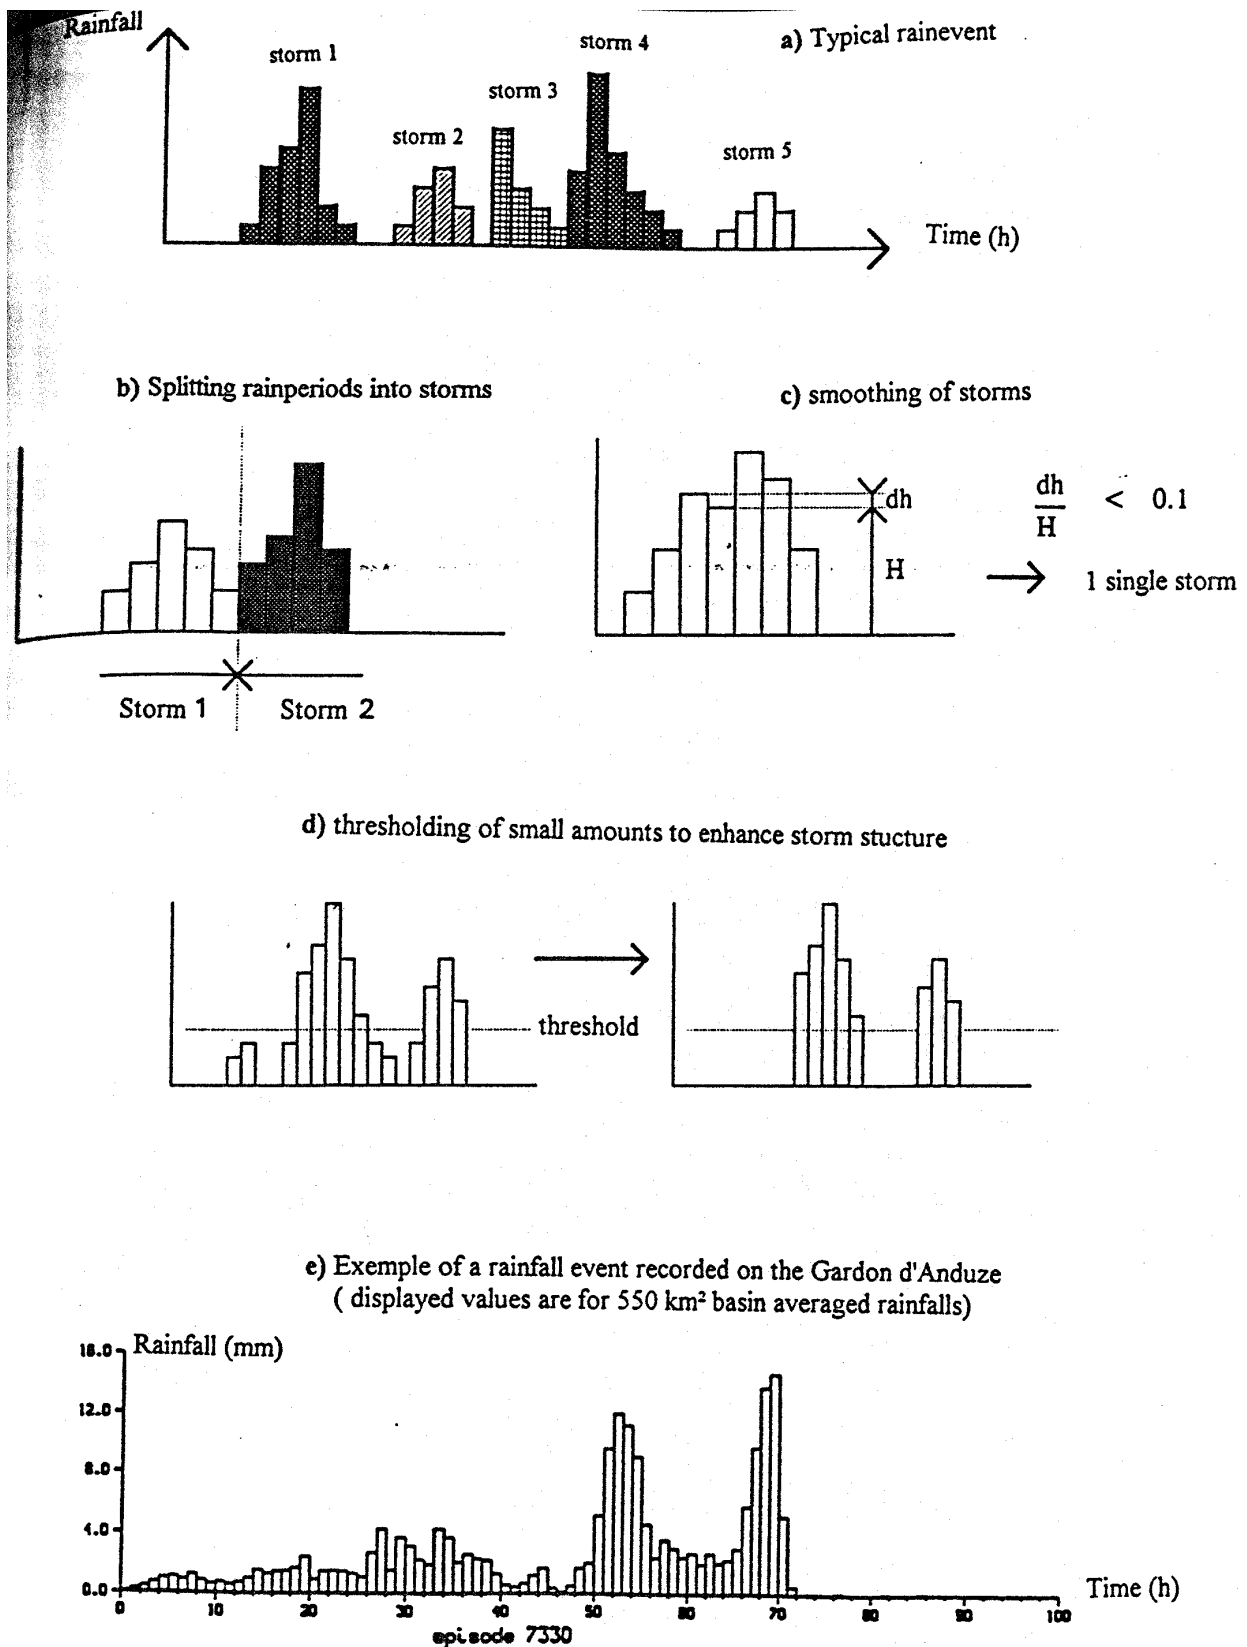 Rainfall
storm 1
storm 4
a) Typical rainevent
storm 3
storm 2
storm 5
Time (h)
b) Splitting rainperiods into storms
c) smoothing of storms
dh
dh
H
< 0.1
H
1 single storm
Storm 1
Storm 2
d) thresholding of small amounts to enhance storm stucture
threshold
e) Exemple of a rainfall event recorded on the Gardon d'Anduze
( displayed values are for 550 km² basin averaged rainfalls)
Rainfall (mm)
16.0
12.0
8.0
4.0
0.0
Time (h)
0 10 20 30 40 50 60 70 80 90 100
episode 7330